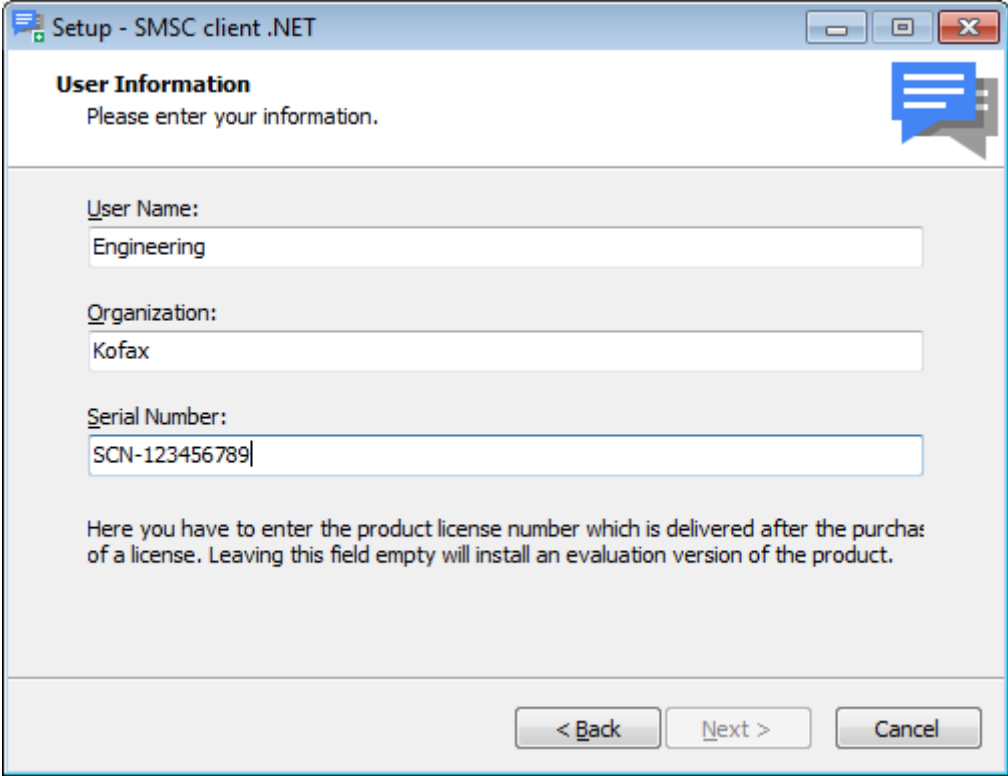 Setup - SMSC client .NET
User Information
Please enter your information.
User Name:
Engineering
Organization:
Kofax
Serial Number:
SCN-123456789
Here you have to enter the product license number which is delivered after the purchas
of a license. Leaving this field empty will install an evaluation version of the product.
< Back Next > Cancel